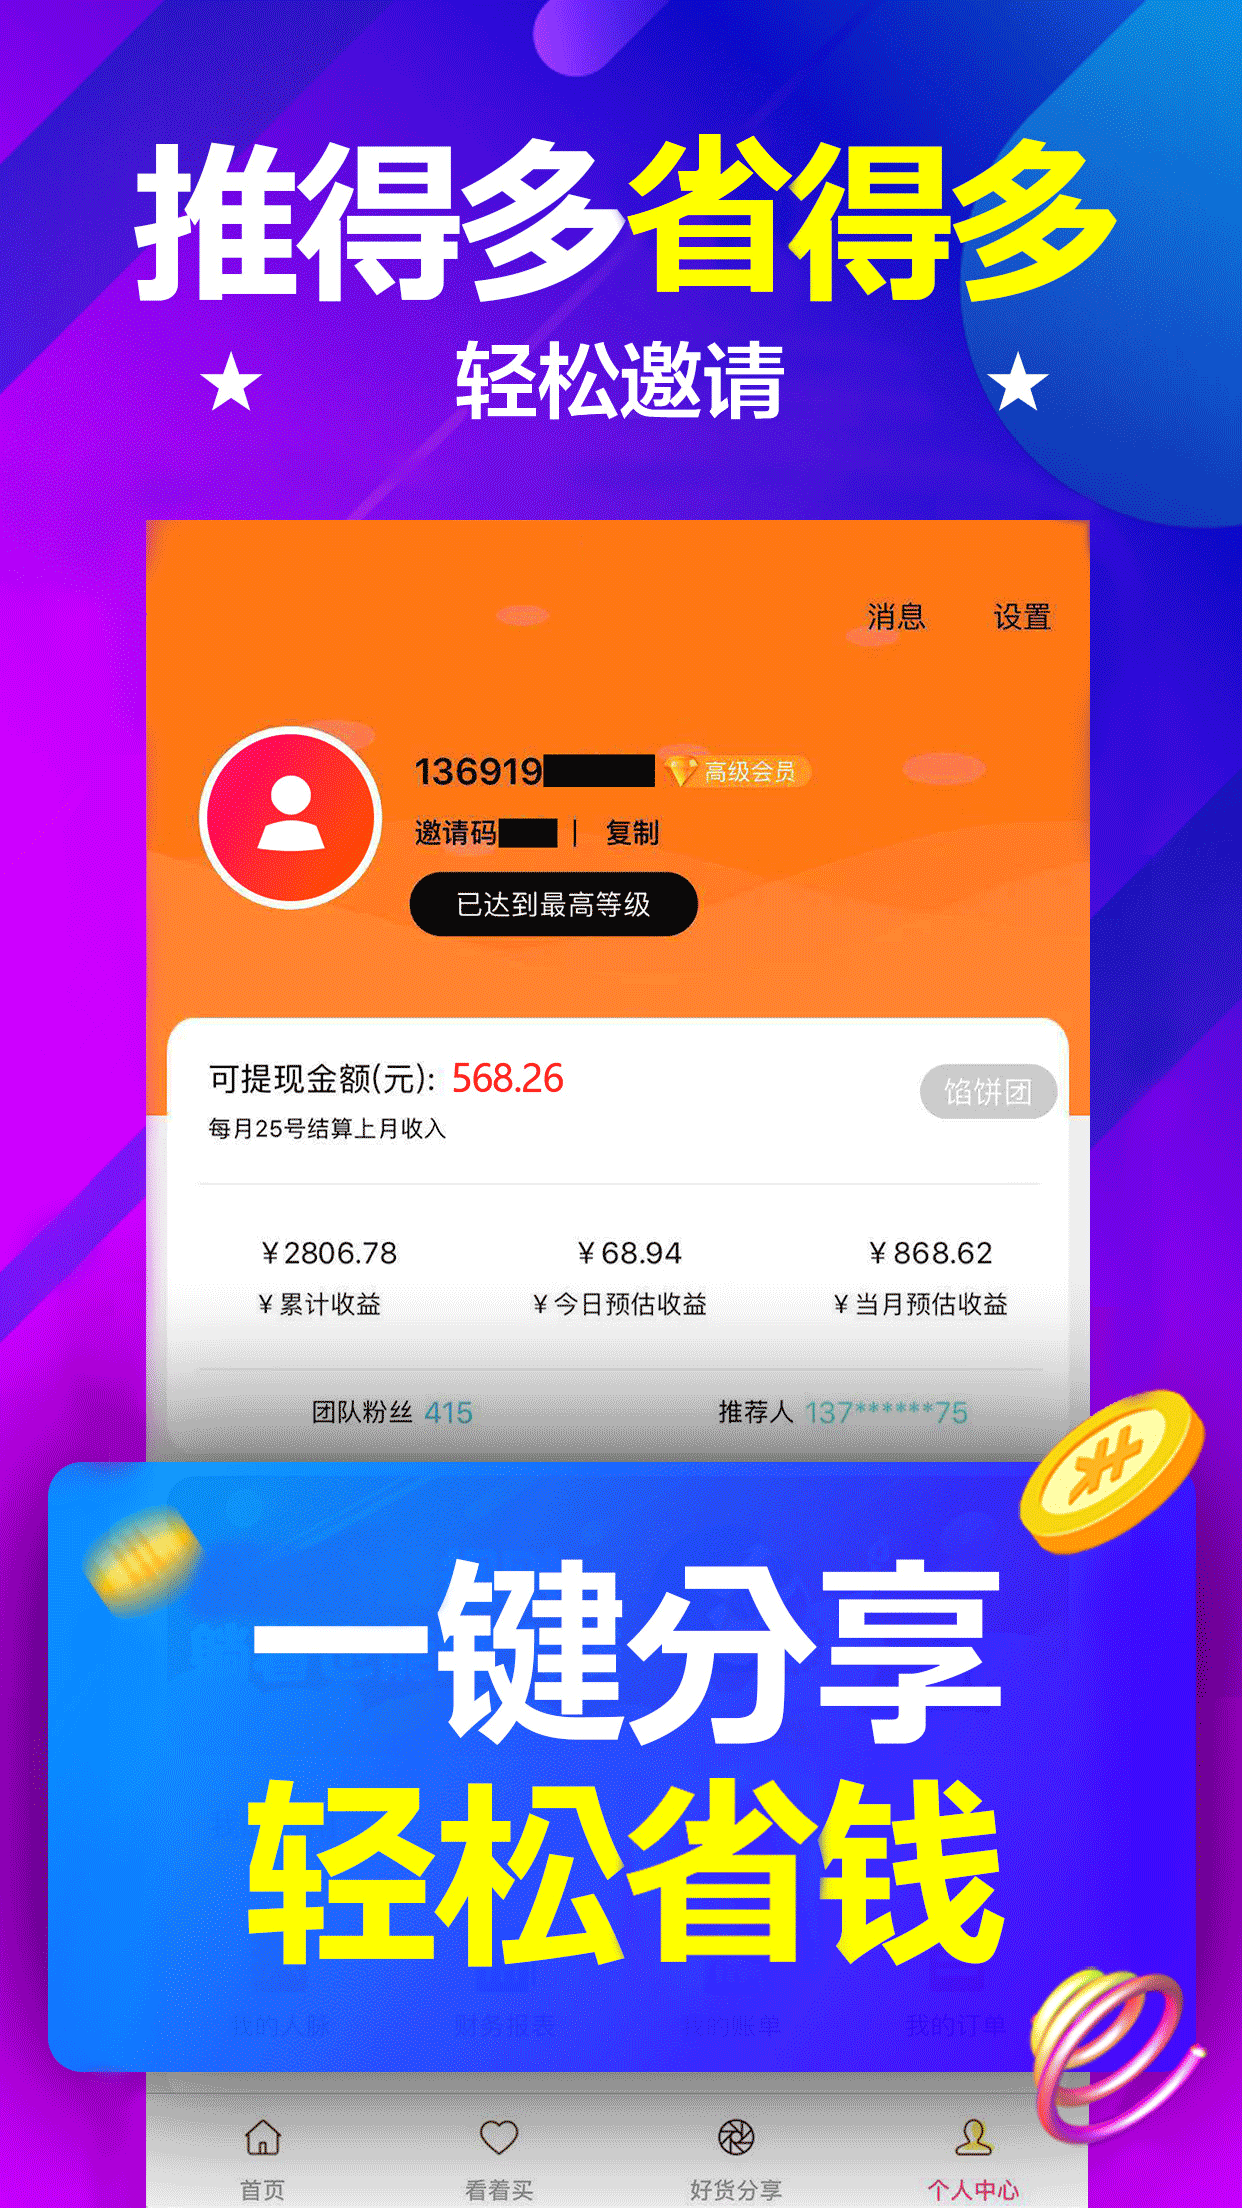 推得多省得多
轻松邀请
消息 设置
136919 高级会员
邀请码 | 复制
已达到最高等级
可提现金额(元): 568.26 馅饼团
每月25号结算上月收入
¥2806.78 ¥68.94 ¥868.62
¥累计收益 ¥今日预估收益 ¥当月预估收益
团队粉丝 415 推荐人 137******75
一键分享
轻松省钱
我的人脉 财务报表 我的账单 我的订单
首页 看着买 好货分享 个人中心